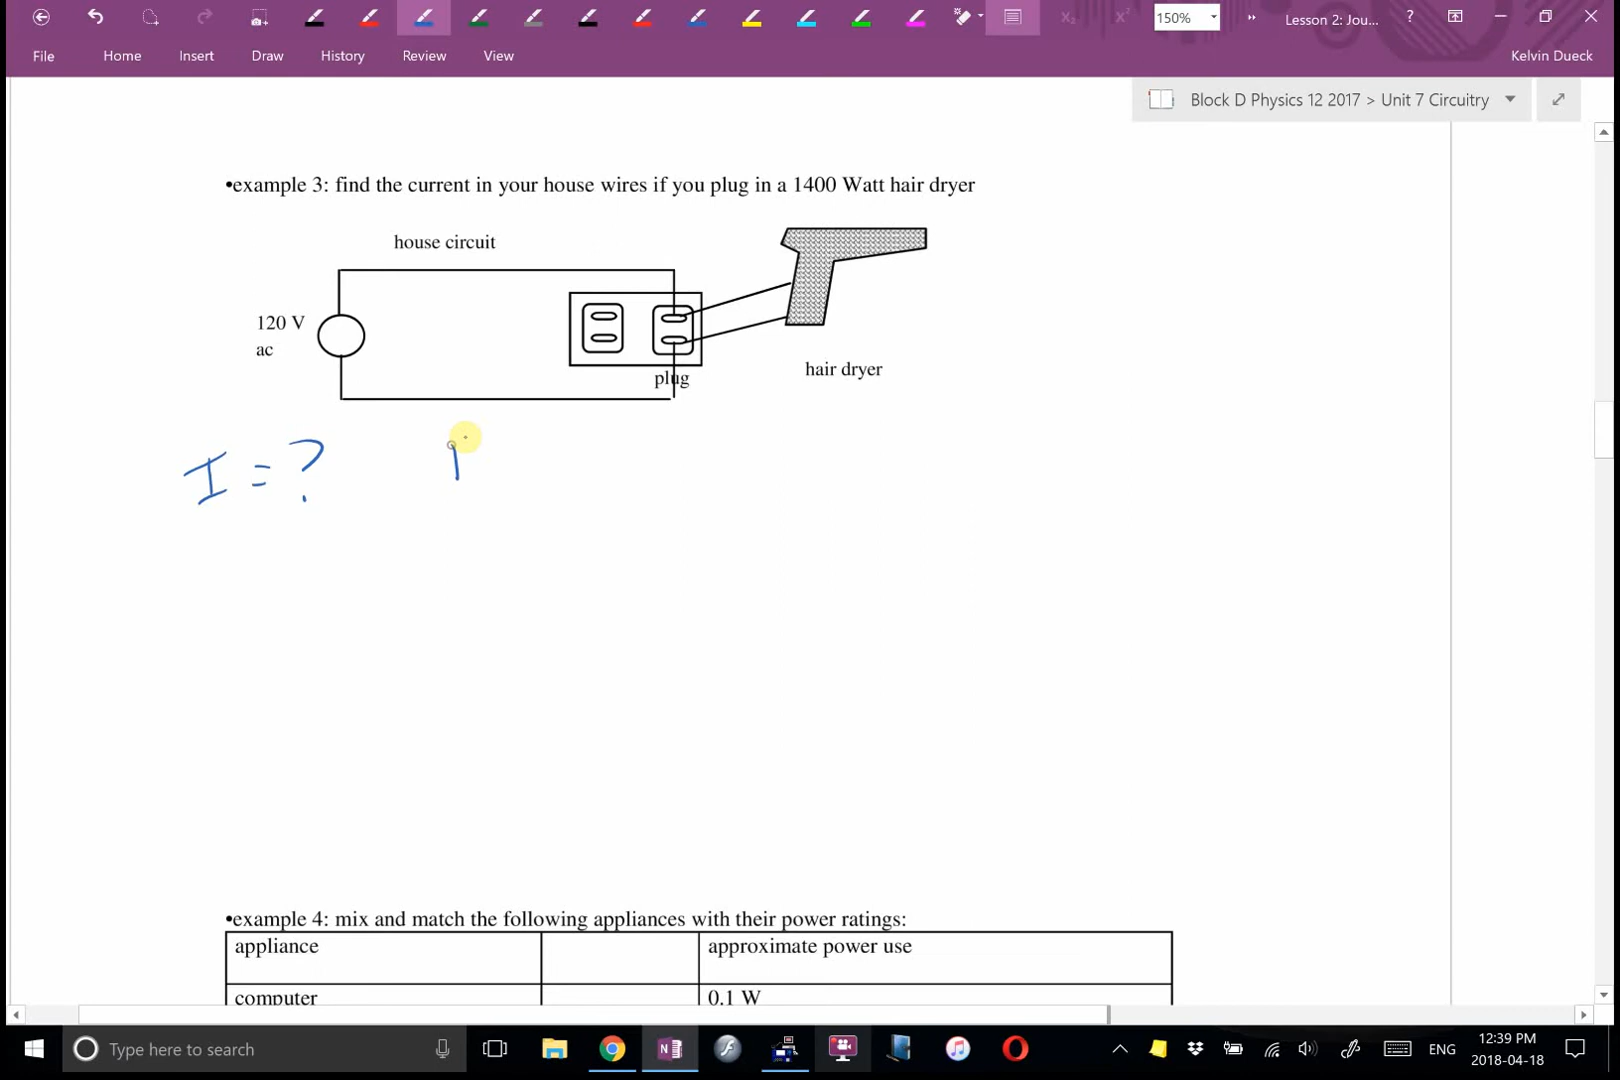 150%
Lesson 2: Jou...
?
File Home Insert Draw History Review View
Kelvin Dueck
Block D Physics 12 2017 > Unit 7 Circuitry
•example 3: find the current in your house wires if you plug in a 1400 Watt hair dryer
house circuit
120 V
ac
plug
hair dryer
I = ?
•example 4: mix and match the following appliances with their power ratings:
appliance approximate power use
computer 0.1 W
Type here to search
ENG
12:39 PM
2018-04-18